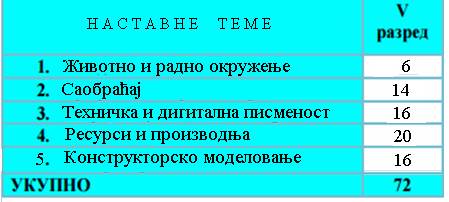 НАСТАВНЕ ТЕМЕ
V
разред
1. Животно и радно окружење 6
2. Саобраћај 14
3. Техничка и дигитална писменост 16
4. Ресурси и производња 20
5. Конструкторско моделовање 16
УКУПНО 72